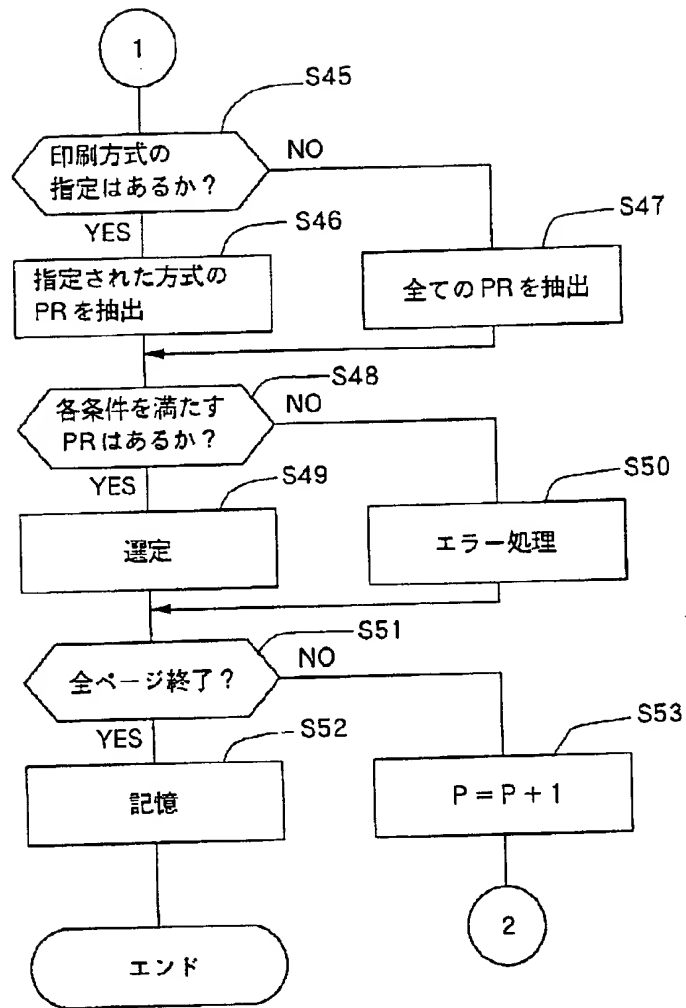 1
S45
印刷方式の
指定はあるか？
NO
YES
S46
S47
指定された方式の
PRを抽出
全てのPRを抽出
S48
各条件を満たす
PRはあるか？
NO
YES
S49
S50
選定
エラー処理
S51
全ページ終了？
NO
YES
S52
S53
記憶
P＝P＋1
エンド
2